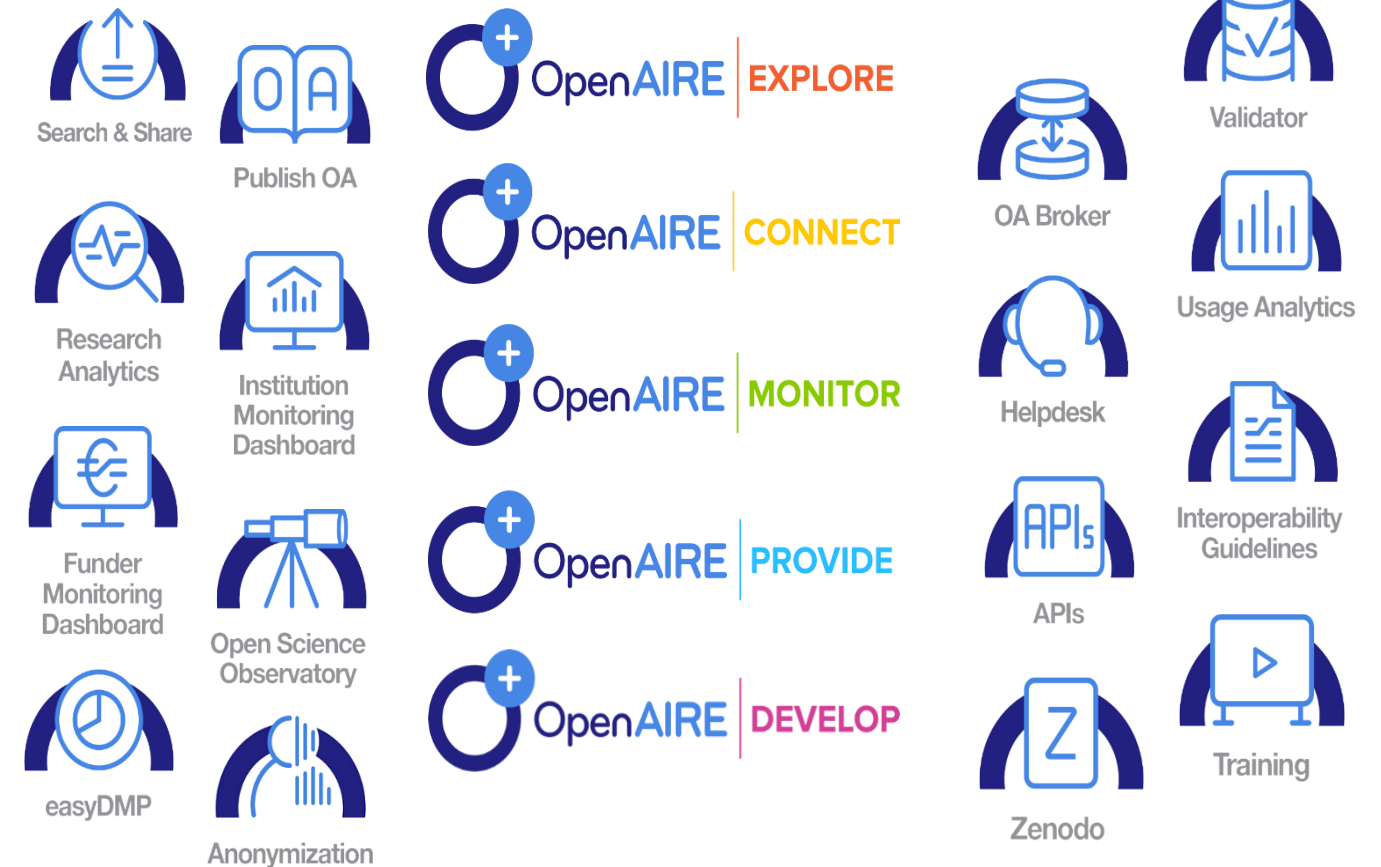 Search & Share
OA
Publish OA
Research
Analytics
Institution
Monitoring
Dashboard
€
Funder
Monitoring
Dashboard
Open Science
Observatory
easyDMP
Anonymization
+
OpenAIRE | EXPLORE
+
OpenAIRE | CONNECT
+
OpenAIRE | MONITOR
+
OpenAIRE | PROVIDE
+
OpenAIRE | DEVELOP
OA Broker
Helpdesk
APIs
APIs
Z
Zenodo
Validator
Usage Analytics
Interoperability
Guidelines
Training